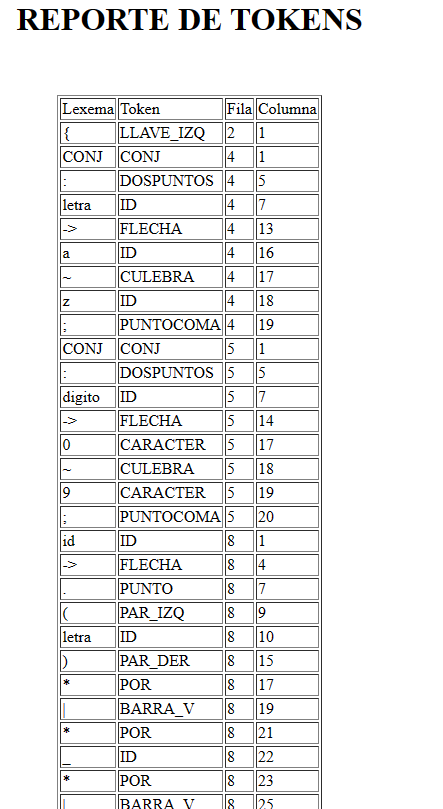 REPORTE DE TOKENS
Lexema Token Fila Columna
{ LLAVE_IZQ 2 1
CONJ CONJ 4 1
: DOSPUNTOS 4 5
letra ID 4 7
-> FLECHA 4 13
a ID 4 16
~ CULEBRA 4 17
z ID 4 18
; PUNTOCOMA 4 19
CONJ CONJ 5 1
: DOSPUNTOS 5 5
digito ID 5 7
-> FLECHA 5 14
0 CARACTER 5 17
~ CULEBRA 5 18
9 CARACTER 5 19
; PUNTOCOMA 5 20
id ID 8 1
-> FLECHA 8 4
. PUNTO 8 7
( PAR_IZQ 8 9
letra ID 8 10
) PAR_DER 8 15
* POR 8 17
| BARRA_V 8 19
* POR 8 21
_ ID 8 22
* POR 8 23
| BARRA_V 8 25